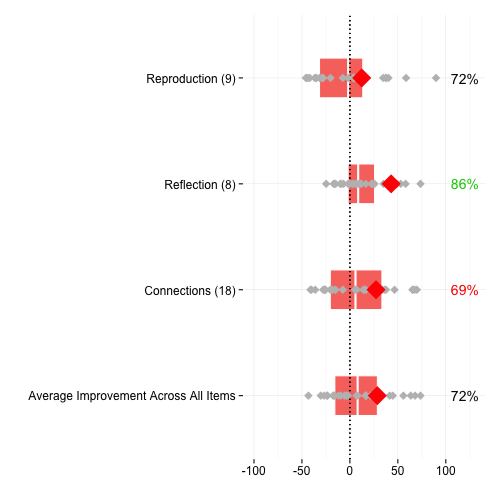 Reproduction (9) 72%
Reflection (8) 86%
Connections (18) 69%
Average Improvement Across All Items 72%
-100 -50 0 50 100